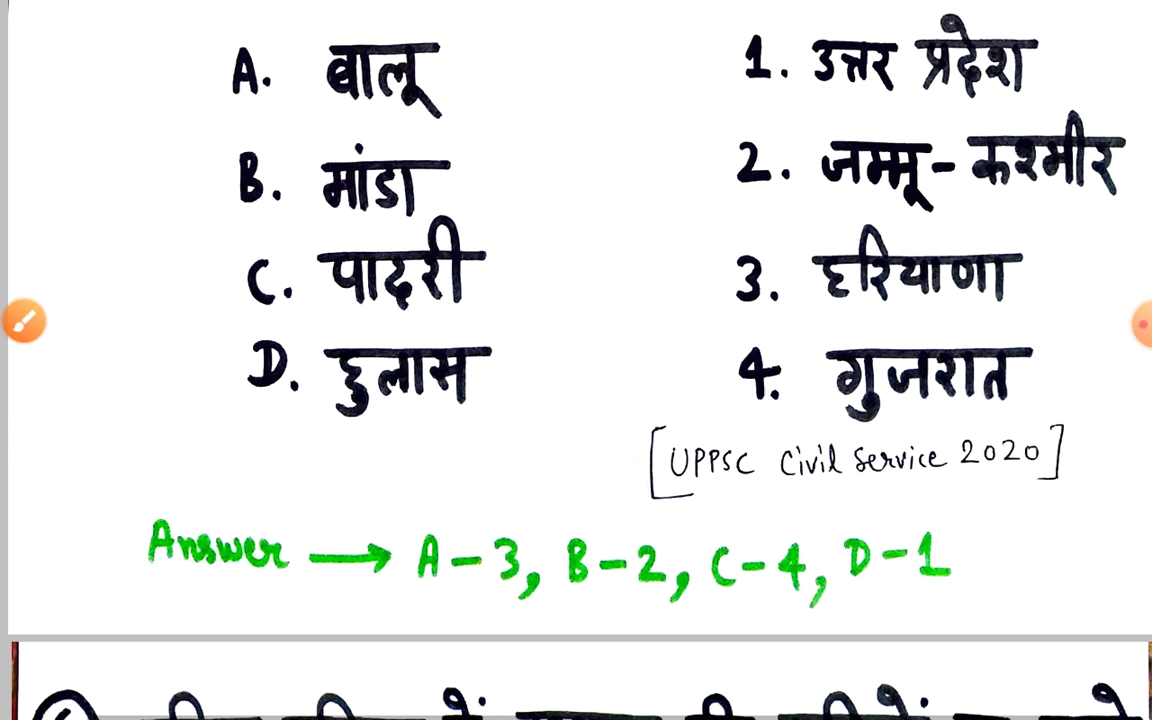 A. बालू 1. उत्तर प्रदेश
B. मांडा 2. जम्मू-कश्मीर
C. पादरी 3. हरियाणा
D. हुलास 4. गुजरात
[UPPSC Civil Service 2020]
Answer → A-3, B-2, C-4, D-1